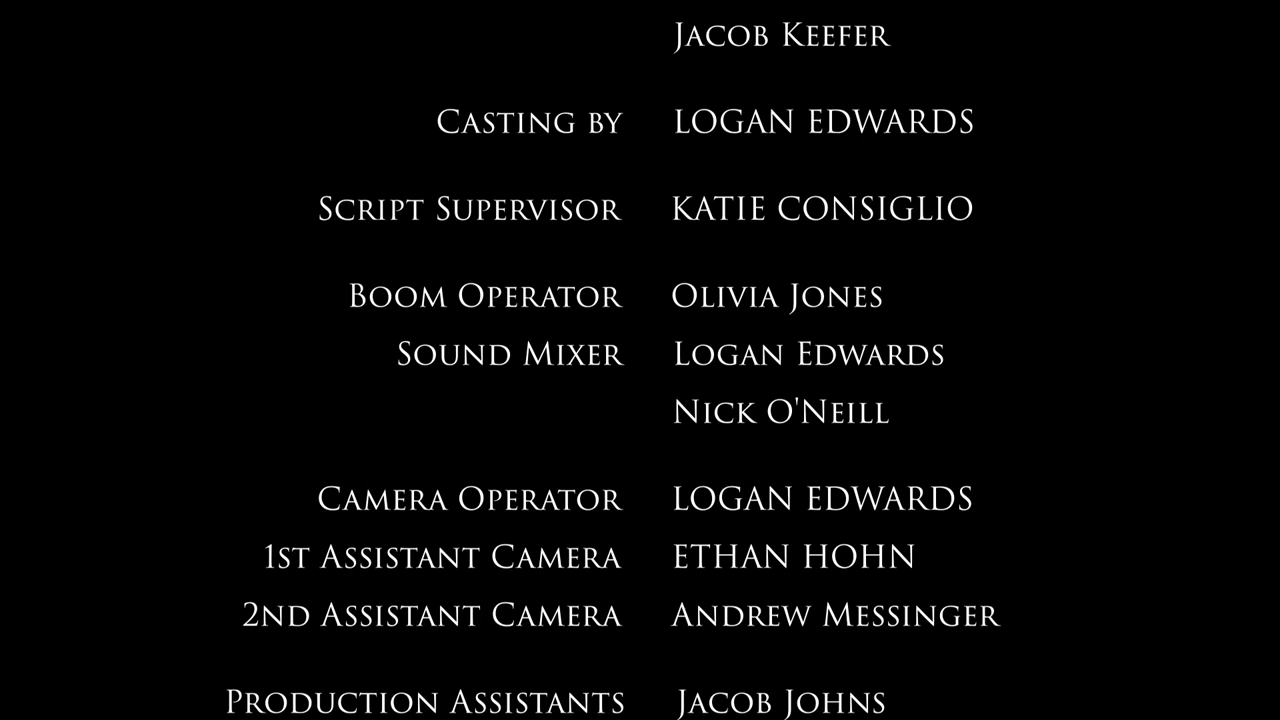 Jacob Keefer
Casting by LOGAN EDWARDS
Script Supervisor KATIE CONSIGLIO
Boom Operator Olivia Jones
Sound Mixer Logan Edwards
Nick O'Neill
Camera Operator LOGAN EDWARDS
1st Assistant Camera ETHAN HOHN
2nd Assistant Camera Andrew Messinger
Production Assistants Jacob Johns